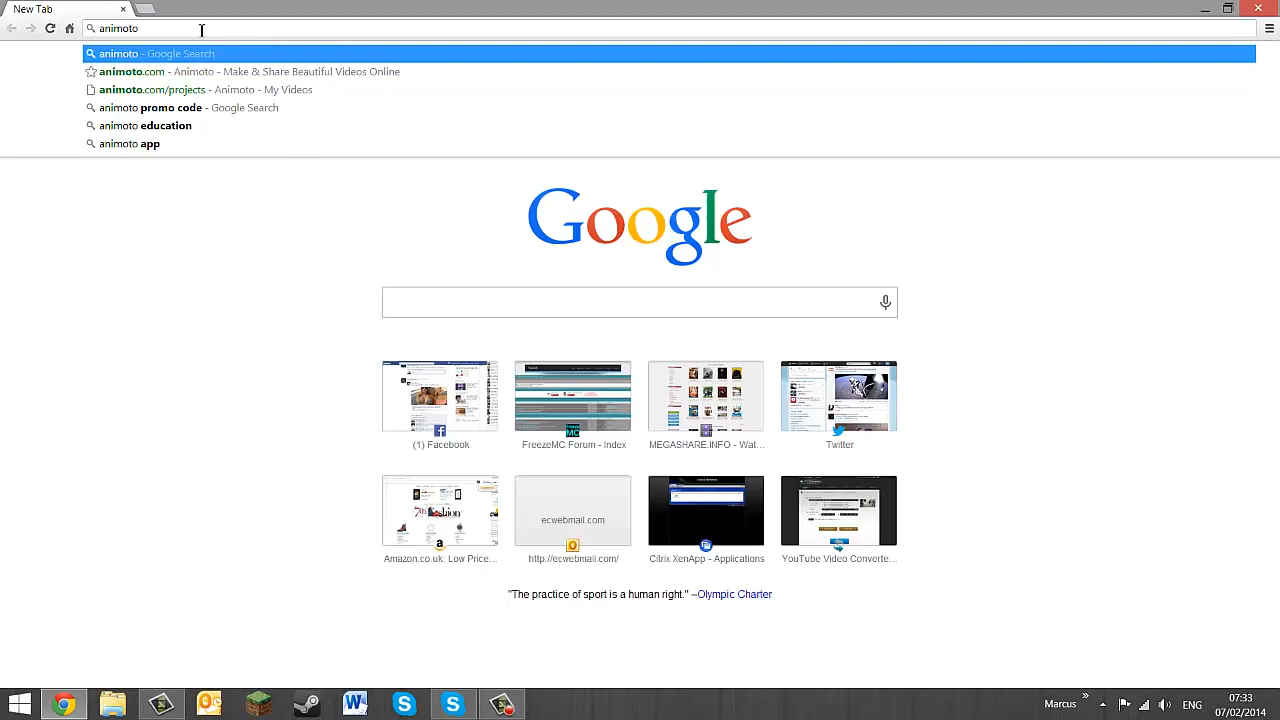 New Tab
animoto
animoto - Google Search
animoto.com - Animoto - Make & Share Beautiful Videos Online
animoto.com/projects - Animoto - My Videos
animoto promo code - Google Search
animoto education
animoto app
Google
(1) Facebook
FreezeMC Forum - Index
MEGASHARE.INFO - Wat...
Twitter
ecwebmail.com
Amazon.co.uk. Low Price...
http://ecwebmail.com/
Citrix XenApp - Applications
YouTube Video Converte...
"The practice of sport is a human right." –Olympic Charter
Marcus
ENG
07:33
07/02/2014